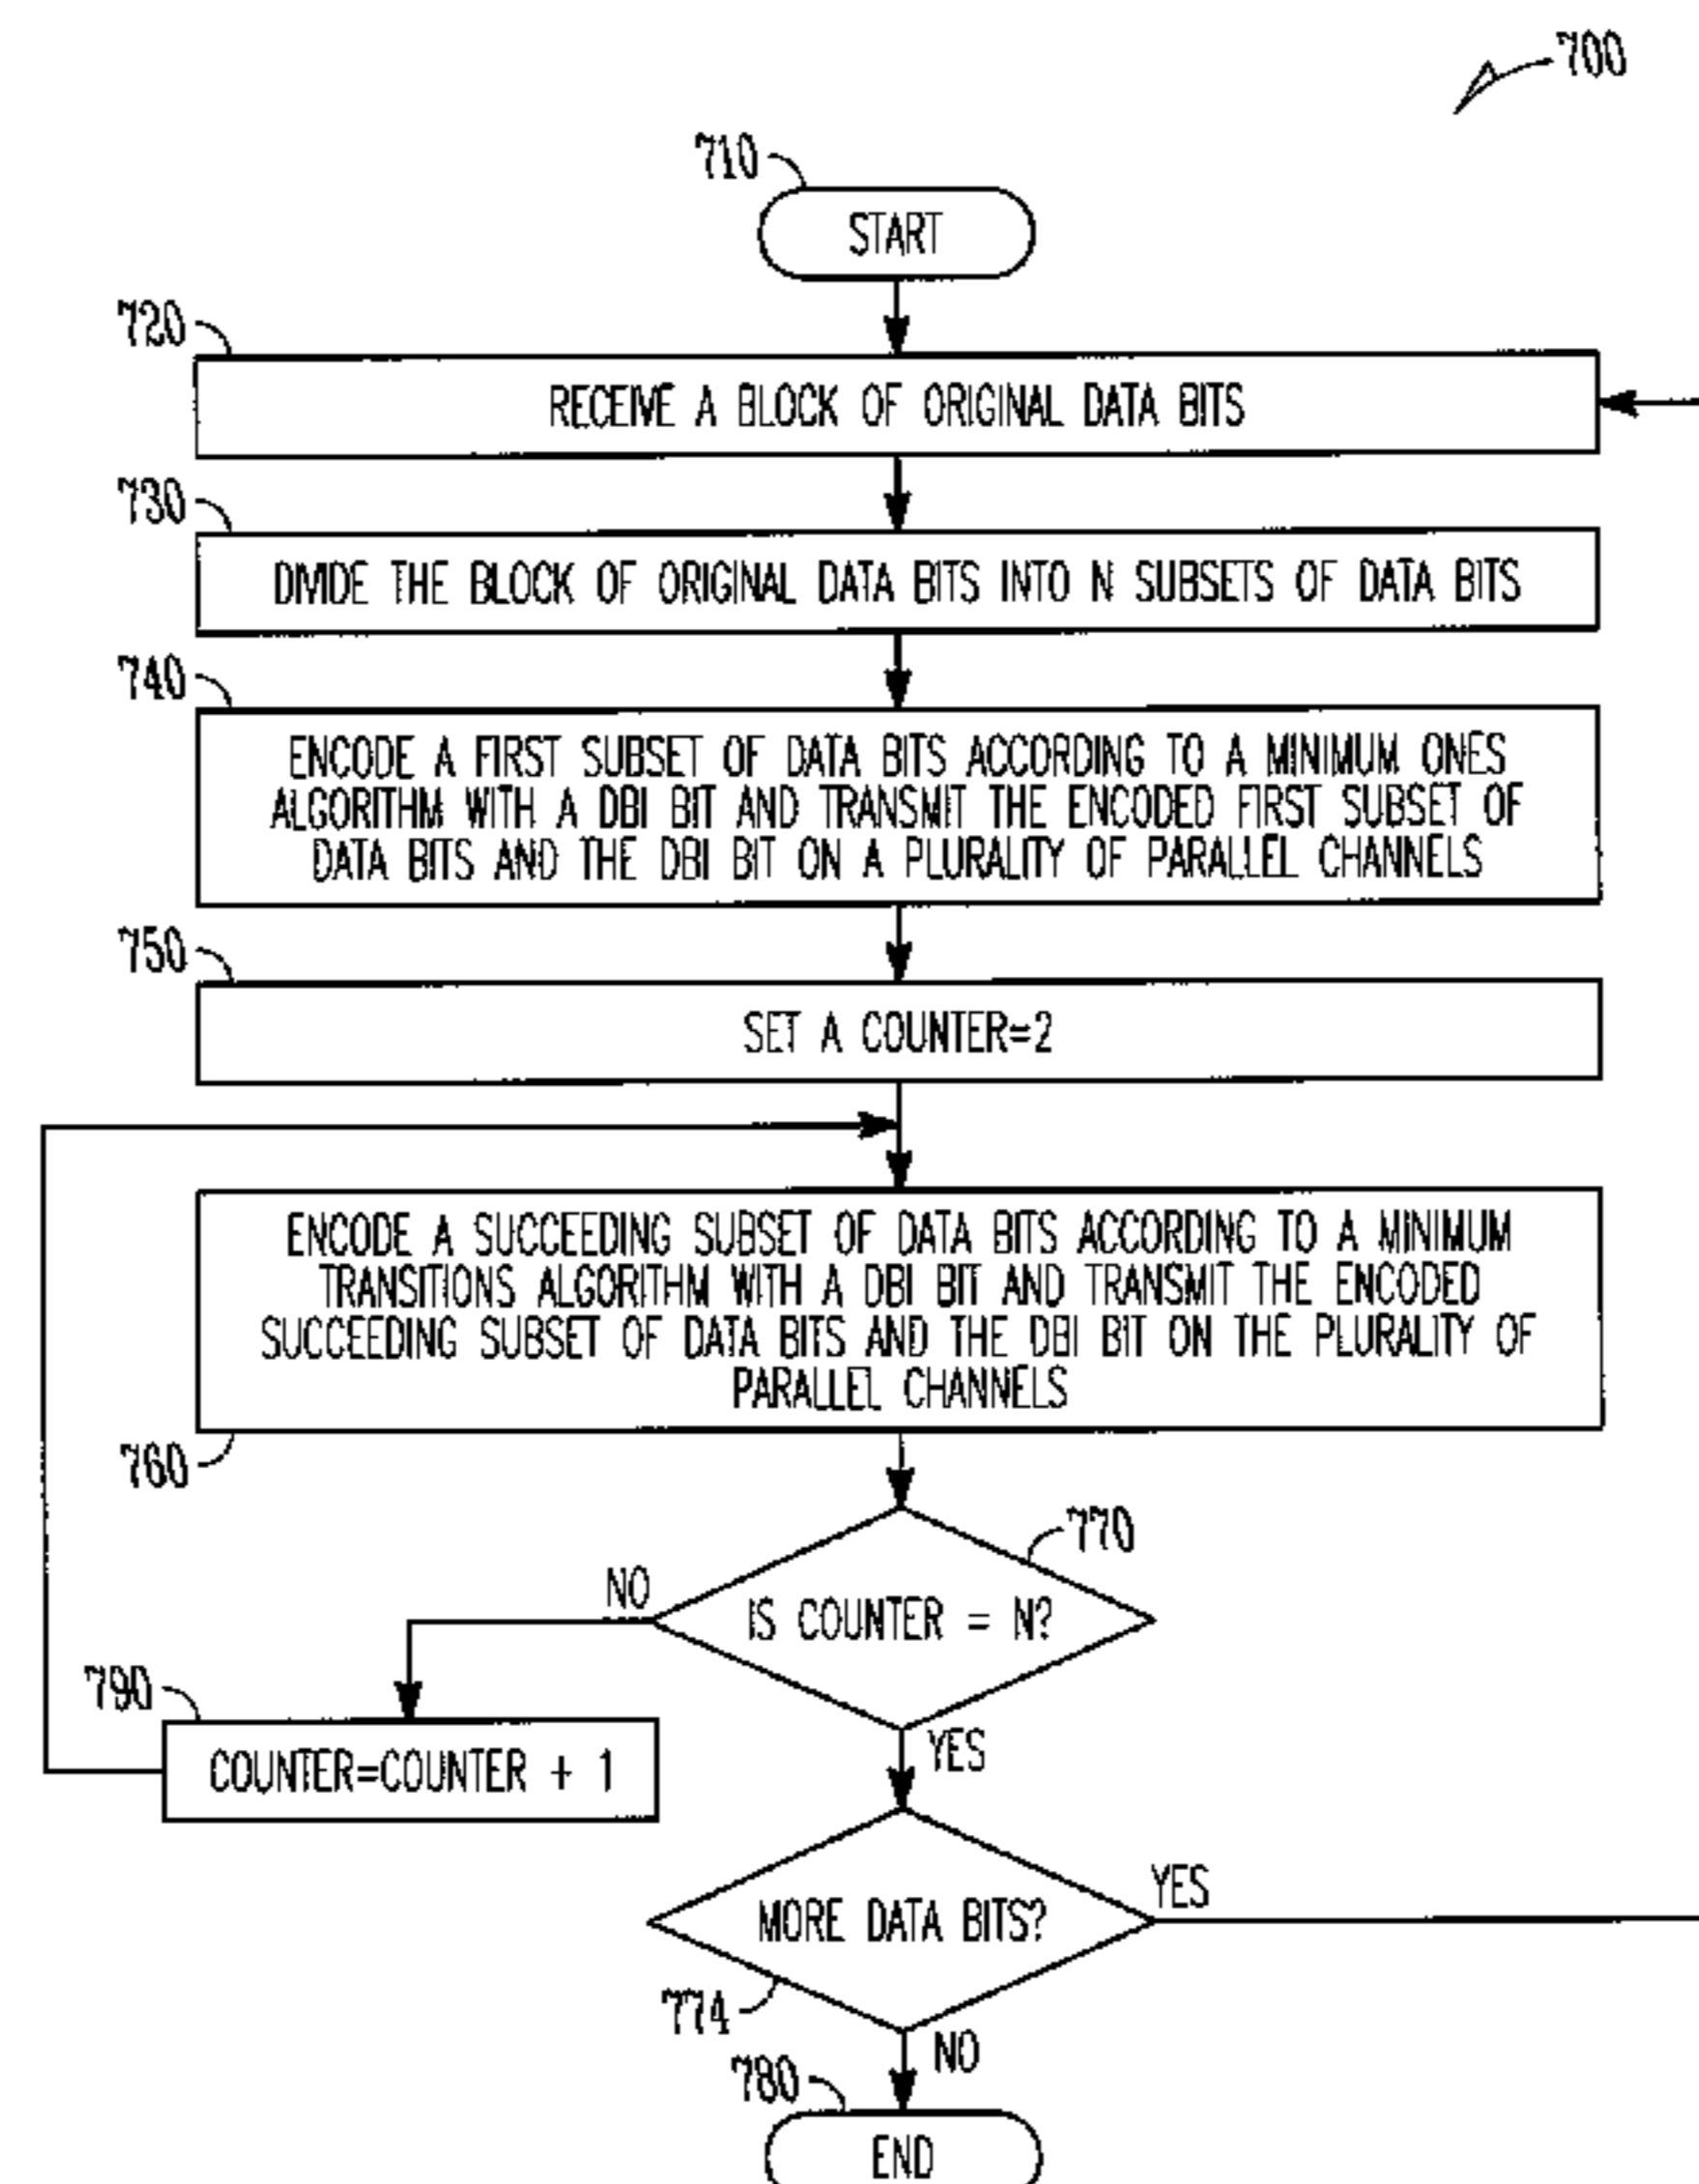 700
710
START
720
RECEIVE A BLOCK OF ORIGINAL DATA BITS
730
DIVIDE THE BLOCK OF ORIGINAL DATA BITS INTO N SUBSETS OF DATA BITS
740
ENCODE A FIRST SUBSET OF DATA BITS ACCORDING TO A MINIMUM ONES
ALGORITHM WITH A DBI BIT AND TRANSMIT THE ENCODED FIRST SUBSET OF
DATA BITS AND THE DBI BIT ON A PLURALITY OF PARALLEL CHANNELS
750
SET A COUNTER=2
ENCODE A SUCCEEDING SUBSET OF DATA BITS ACCORDING TO A MINIMUM
TRANSITIONS ALGORITHM WITH A DBI BIT AND TRANSMIT THE ENCODED
SUCCEEDING SUBSET OF DATA BITS AND THE DBI BIT ON THE PLURALITY OF
PARALLEL CHANNELS
760
770
NO
IS COUNTER = N?
790
YES
COUNTER=COUNTER + 1
YES
MORE DATA BITS?
774
NO
780
END